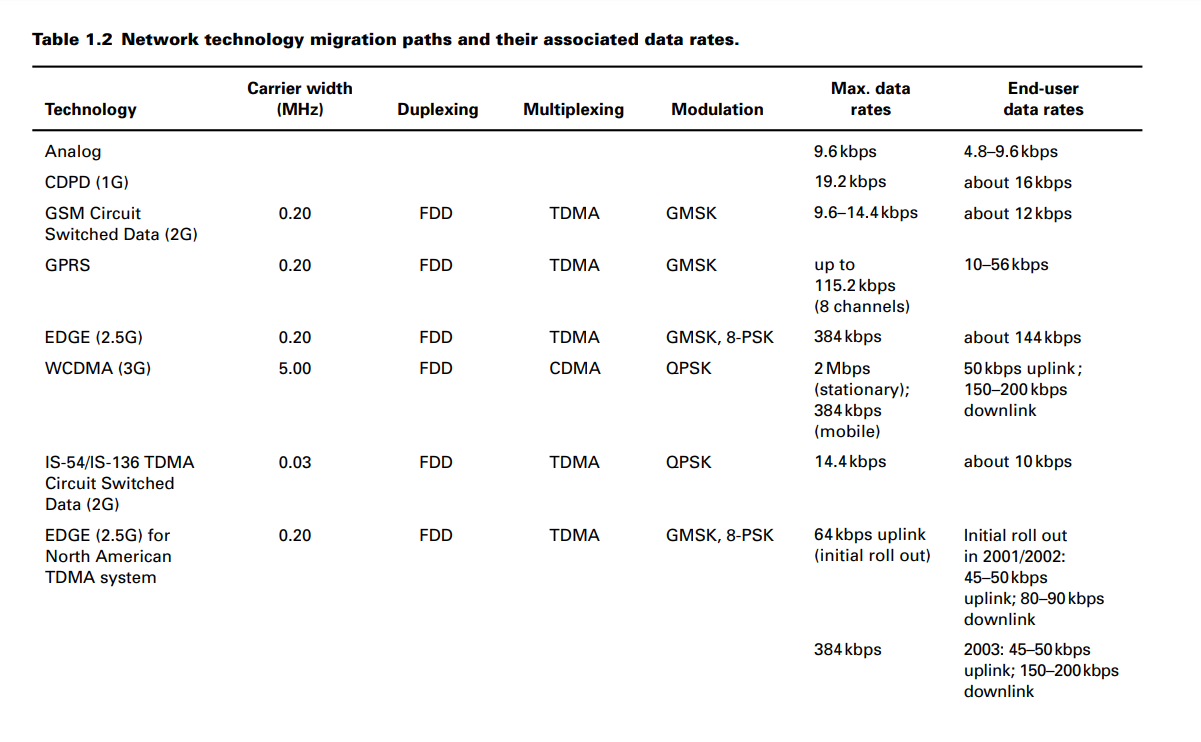 Table 1.2 Network technology migration paths and their associated data rates.
Technology Carrier width (MHz) Duplexing Multiplexing Modulation Max. data rates End-user data rates
Analog 9.6 kbps 4.8–9.6 kbps
CDPD (1G) 19.2 kbps about 16 kbps
GSM Circuit Switched Data (2G) 0.20 FDD TDMA GMSK 9.6–14.4 kbps about 12 kbps
GPRS 0.20 FDD TDMA GMSK up to 115.2 kbps (8 channels) 10–56 kbps
EDGE (2.5G) 0.20 FDD TDMA GMSK, 8-PSK 384 kbps about 144 kbps
WCDMA (3G) 5.00 FDD CDMA QPSK 2 Mbps (stationary); 384 kbps (mobile) 50 kbps uplink; 150–200 kbps downlink
IS-54/IS-136 TDMA Circuit Switched Data (2G) 0.03 FDD TDMA QPSK 14.4 kbps about 10 kbps
EDGE (2.5G) for North American TDMA system 0.20 FDD TDMA GMSK, 8-PSK 64 kbps uplink (initial roll out) Initial roll out in 2001/2002: 45–50 kbps uplink; 80–90 kbps downlink
384 kbps 2003: 45–50 kbps uplink; 150–200 kbps downlink